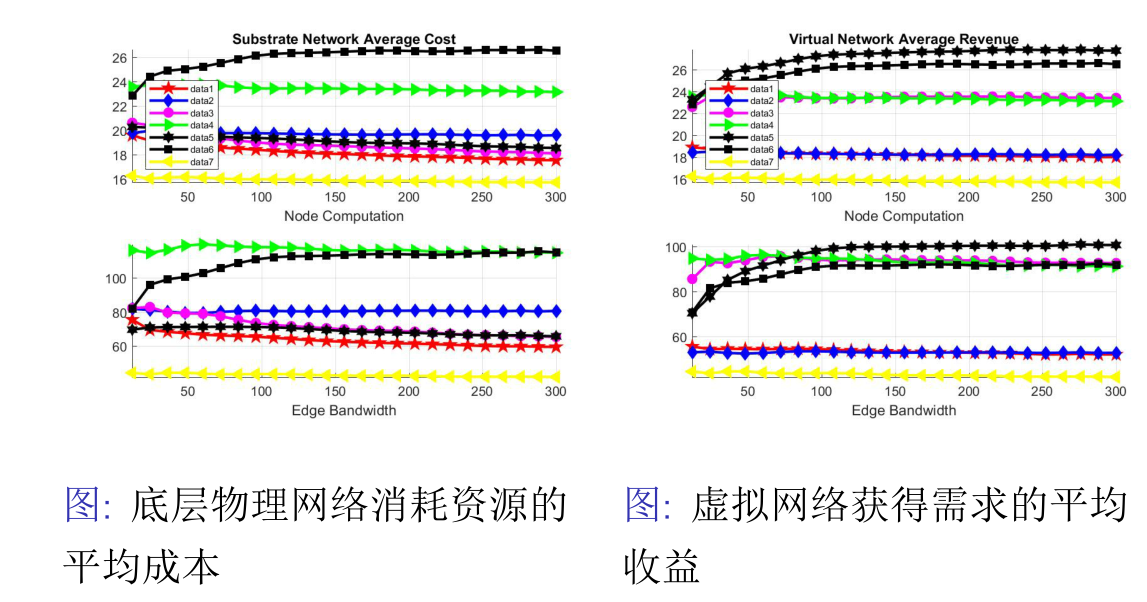 Substrate Network Average Cost
26
24
22
20
18
16
data1
data2
data3
data4
data5
data6
data7
50 100 150 200 250 300
Node Computation
100
80
60
50 100 150 200 250 300
Edge Bandwidth
图: 底层物理网络消耗资源的
平均成本
Virtual Network Average Revenue
26
24
22
20
18
16
data1
data2
data3
data4
data5
data6
data7
50 100 150 200 250 300
Node Computation
100
80
60
50 100 150 200 250 300
Edge Bandwidth
图: 虚拟网络获得需求的平均
收益